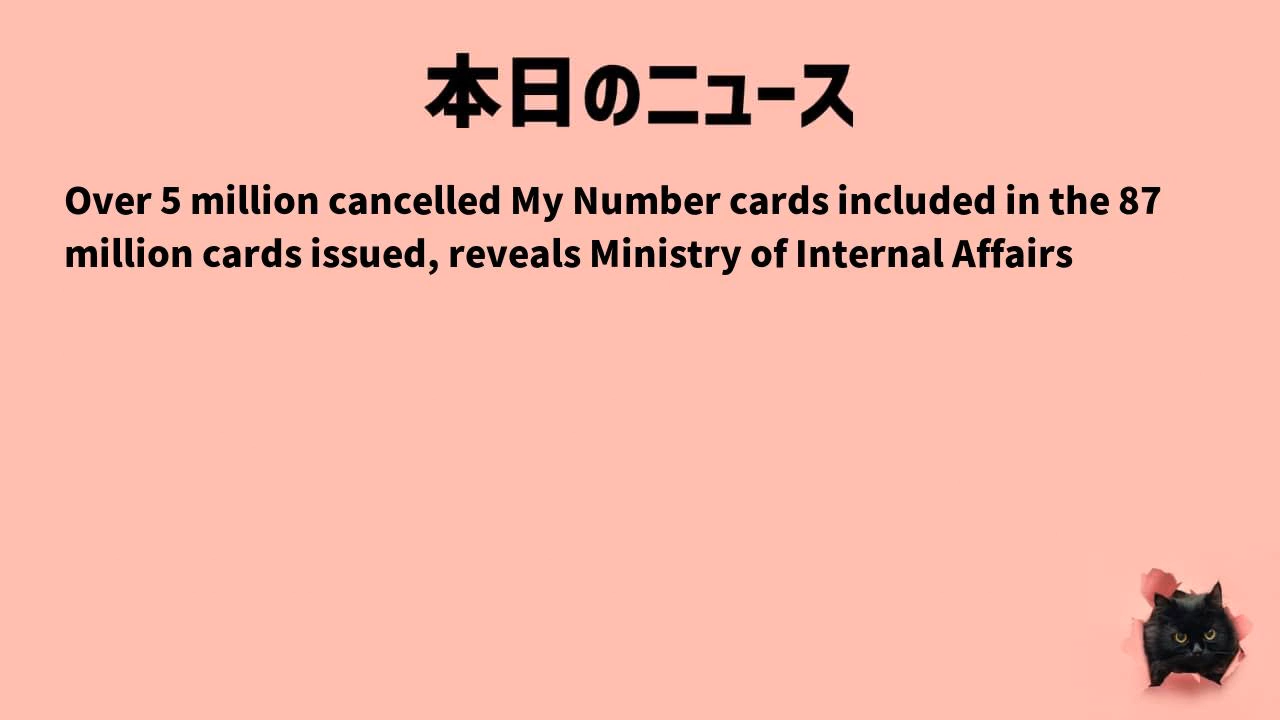 本日のニュース
Over 5 million cancelled My Number cards included in the 87
million cards issued, reveals Ministry of Internal Affairs